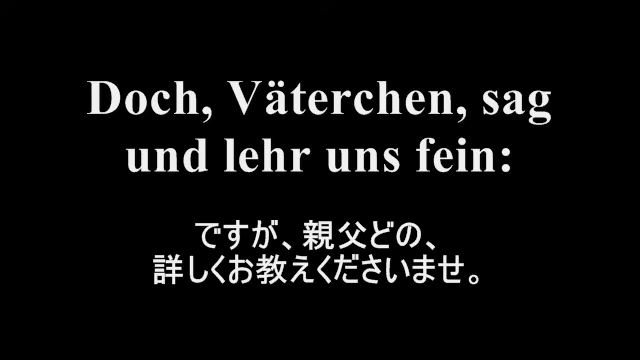 Doch, Väterchen, sag
und lehr uns fein:
ですが、親父どの、
詳しくお教えくださいませ。